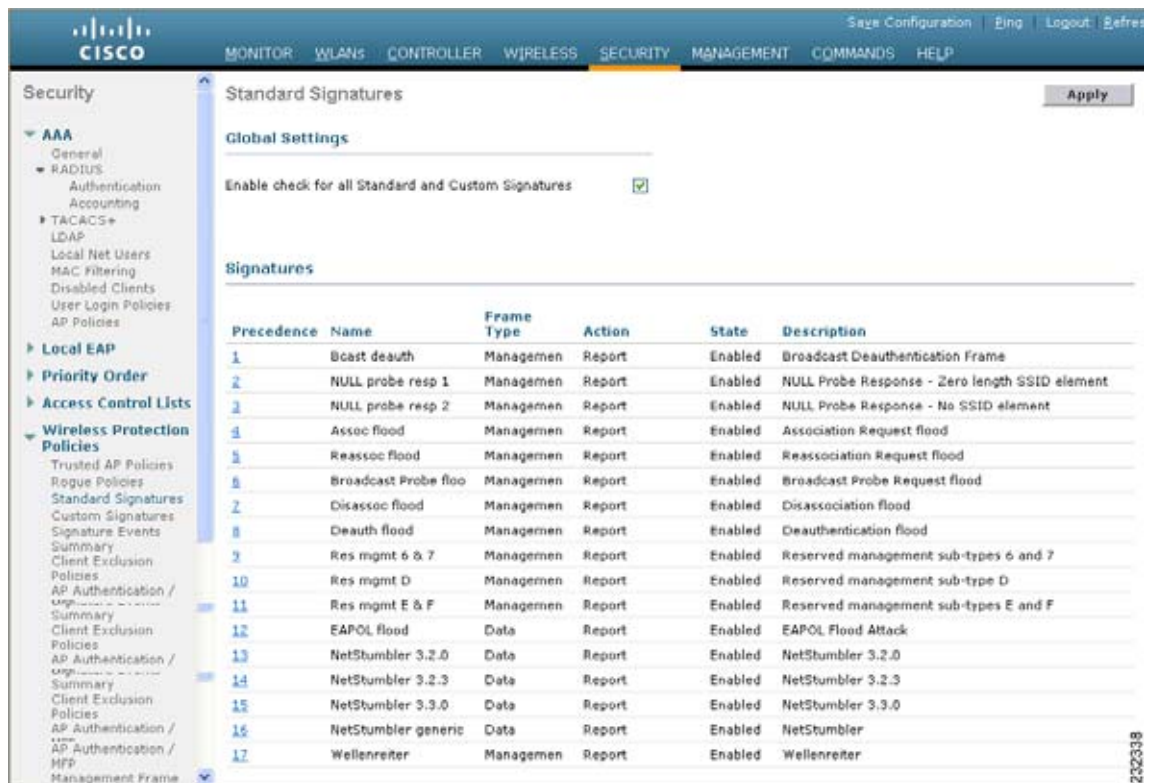 Save Configuration Ping Logout Refres
CISCO
MONITOR WLANs CONTROLLER WIRELESS SECURITY MANAGEMENT COMMANDS HELP
Security
AAA
General
RADIUS
Authentication
Accounting
TACACS+
LDAP
Local Net Users
MAC Filtering
Disabled Clients
User Login Policies
AP Policies
Local EAP
Priority Order
Access Control Lists
Wireless Protection
Policies
Trusted AP Policies
Rogue Policies
Standard Signatures
Custom Signatures
Signature Events
Summary
Client Exclusion
Policies
AP Authentication /
Summary
Client Exclusion
Policies
AP Authentication /
Summary
Client Exclusion
Policies
AP Authentication /
AP Authentication /
MFP
Management Frame
Standard Signatures
Apply
Global Settings
Enable check for all Standard and Custom Signatures
Signatures
Precedence Name Frame Type Action State Description
1 Bcast deauth Managemen Report Enabled Broadcast Deauthentication Frame
2 NULL probe resp 1 Managemen Report Enabled NULL Probe Response - Zero length SSID element
3 NULL probe resp 2 Managemen Report Enabled NULL Probe Response - No SSID element
4 Assoc flood Managemen Report Enabled Association Request flood
5 Reassoc flood Managemen Report Enabled Reassociation Request flood
6 Broadcast Probe floo Managemen Report Enabled Broadcast Probe Request flood
7 Disassoc flood Managemen Report Enabled Disassociation flood
8 Deauth flood Managemen Report Enabled Deauthentication flood
9 Res mgmt 6 & 7 Managemen Report Enabled Reserved management sub-types 6 and 7
10 Res mgmt D Managemen Report Enabled Reserved management sub-type D
11 Res mgmt E & F Managemen Report Enabled Reserved management sub-types E and F
12 EAPOL flood Data Report Enabled EAPOL Flood Attack
13 NetStumbler 3.2.0 Data Report Enabled NetStumbler 3.2.0
14 NetStumbler 3.2.3 Data Report Enabled NetStumbler 3.2.3
15 NetStumbler 3.3.0 Data Report Enabled NetStumbler 3.3.0
16 NetStumbler generic Data Report Enabled NetStumbler
17 Wellenreiter Managemen Report Enabled Wellenreiter
232338